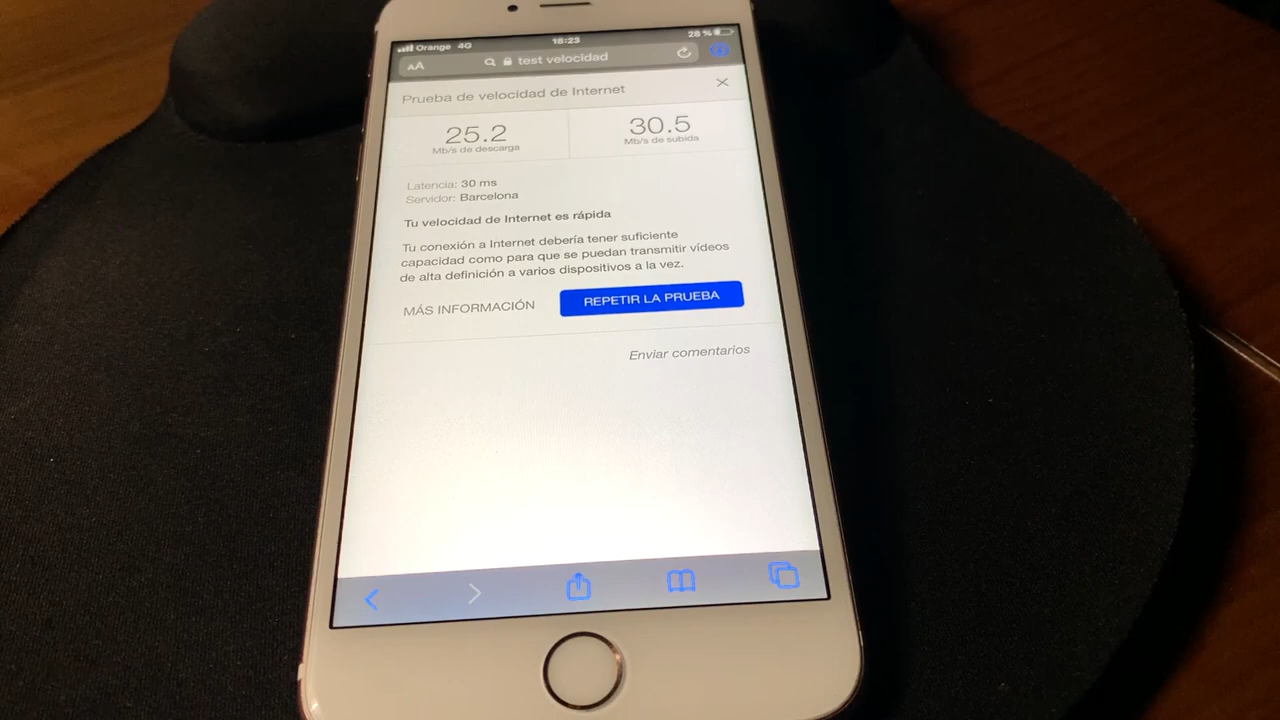 Orange 4G 18:23 28 %
AA test velocidad
Prueba de velocidad de Internet
25.2 30.5
Mb/s de descarga Mb/s de subida
Latencia: 30 ms
Servidor: Barcelona
Tu velocidad de Internet es rápida
Tu conexión a Internet debería tener suficiente
capacidad como para que se puedan transmitir vídeos
de alta definición a varios dispositivos a la vez.
MÁS INFORMACIÓN REPETIR LA PRUEBA
Enviar comentarios